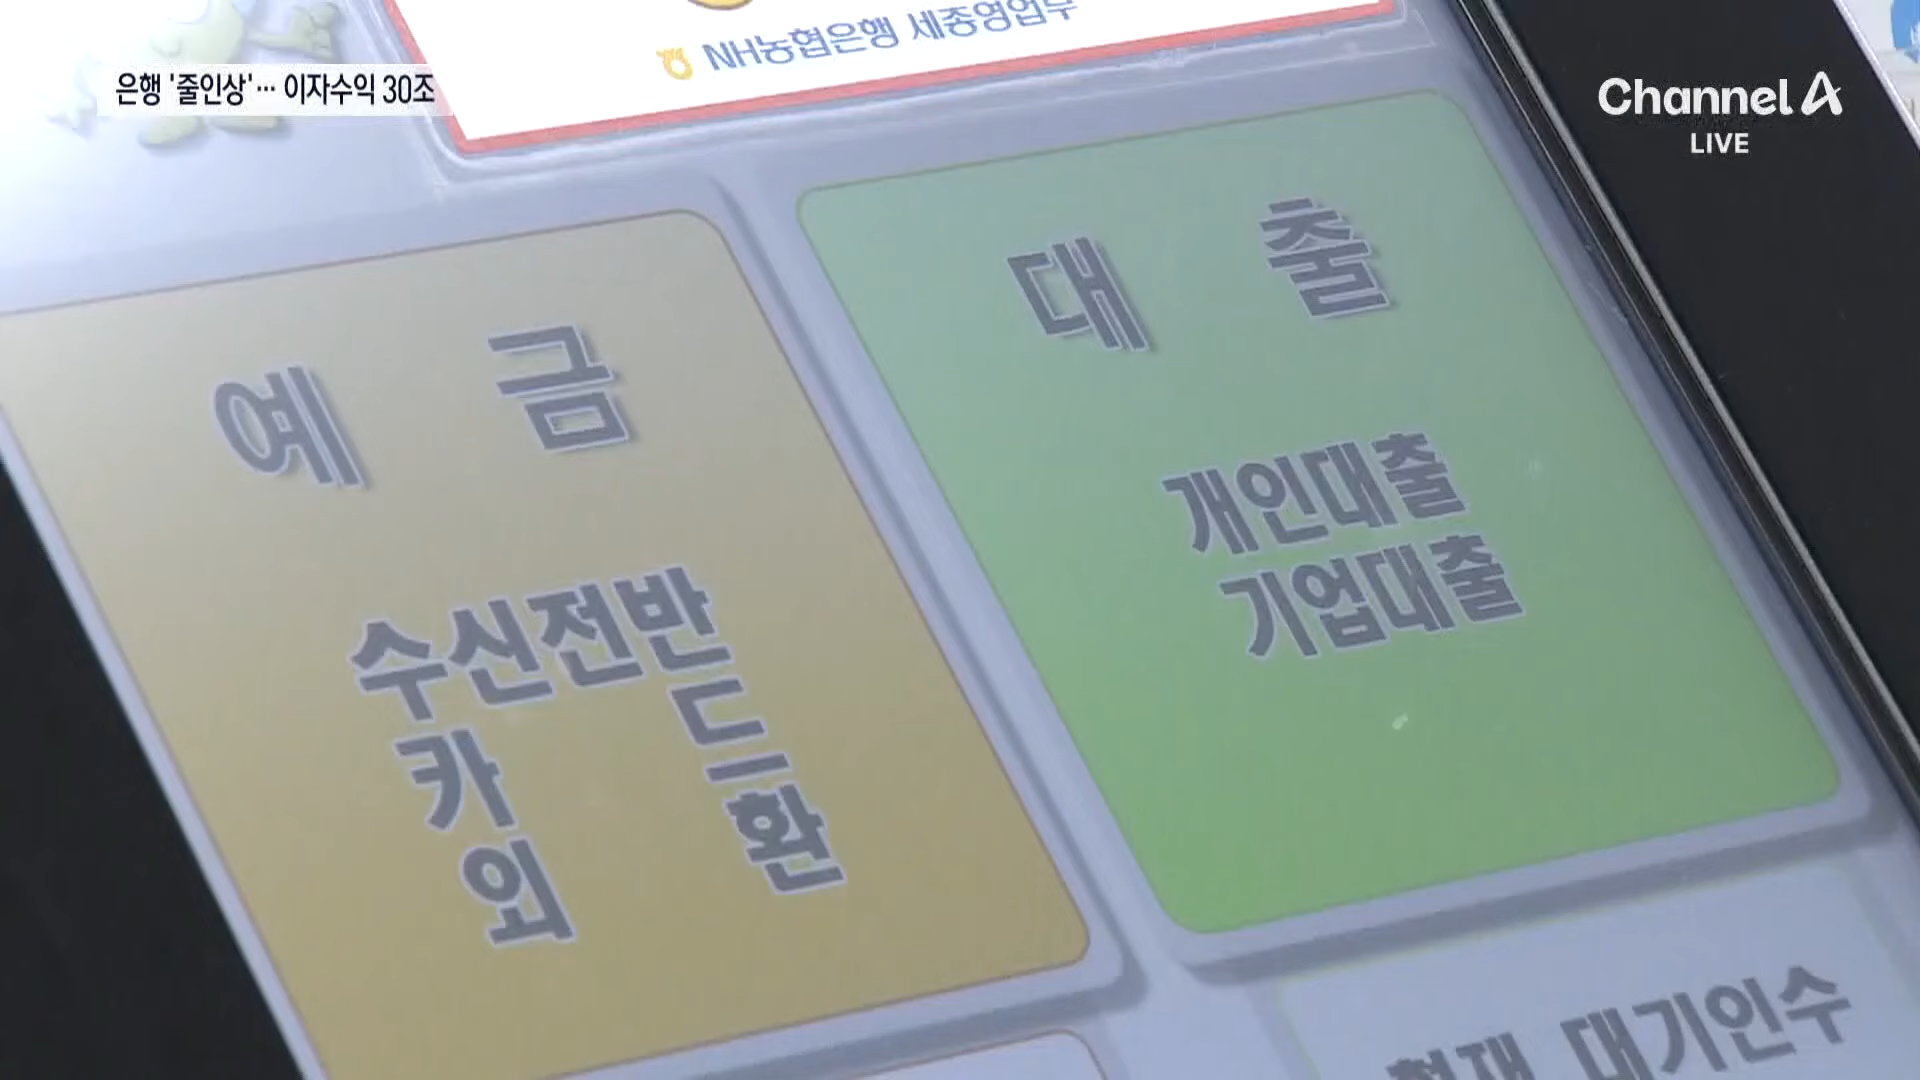 NH농협은행 세종영업부
은행 '줄인상'… 이자수익 30조
Channel A
LIVE
예 금
수신전반
카 드
외 환
대 출
개인대출
기업대출
현재 대기인수